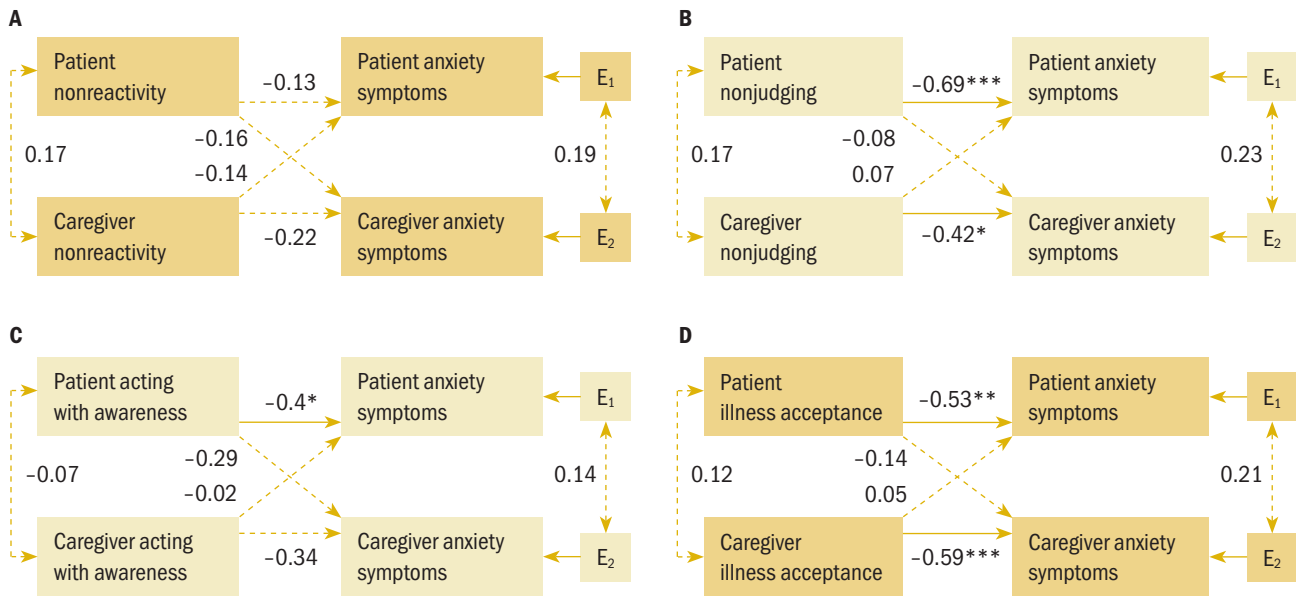 A
Patient
nonreactivity
−0.13
Patient anxiety
symptoms
E₁
0.17
−0.16
−0.14
0.19
Caregiver
nonreactivity
−0.22
Caregiver anxiety
symptoms
E₂
B
Patient
nonjudging
−0.69***
Patient anxiety
symptoms
E₁
0.17
−0.08
0.07
0.23
Caregiver
nonjudging
−0.42*
Caregiver anxiety
symptoms
E₂
C
Patient acting
with awareness
−0.4*
Patient anxiety
symptoms
E₁
−0.07
−0.29
−0.02
0.14
Caregiver acting
with awareness
−0.34
Caregiver anxiety
symptoms
E₂
D
Patient
illness acceptance
−0.53**
Patient anxiety
symptoms
E₁
0.12
−0.14
0.05
0.21
Caregiver
illness acceptance
−0.59***
Caregiver anxiety
symptoms
E₂